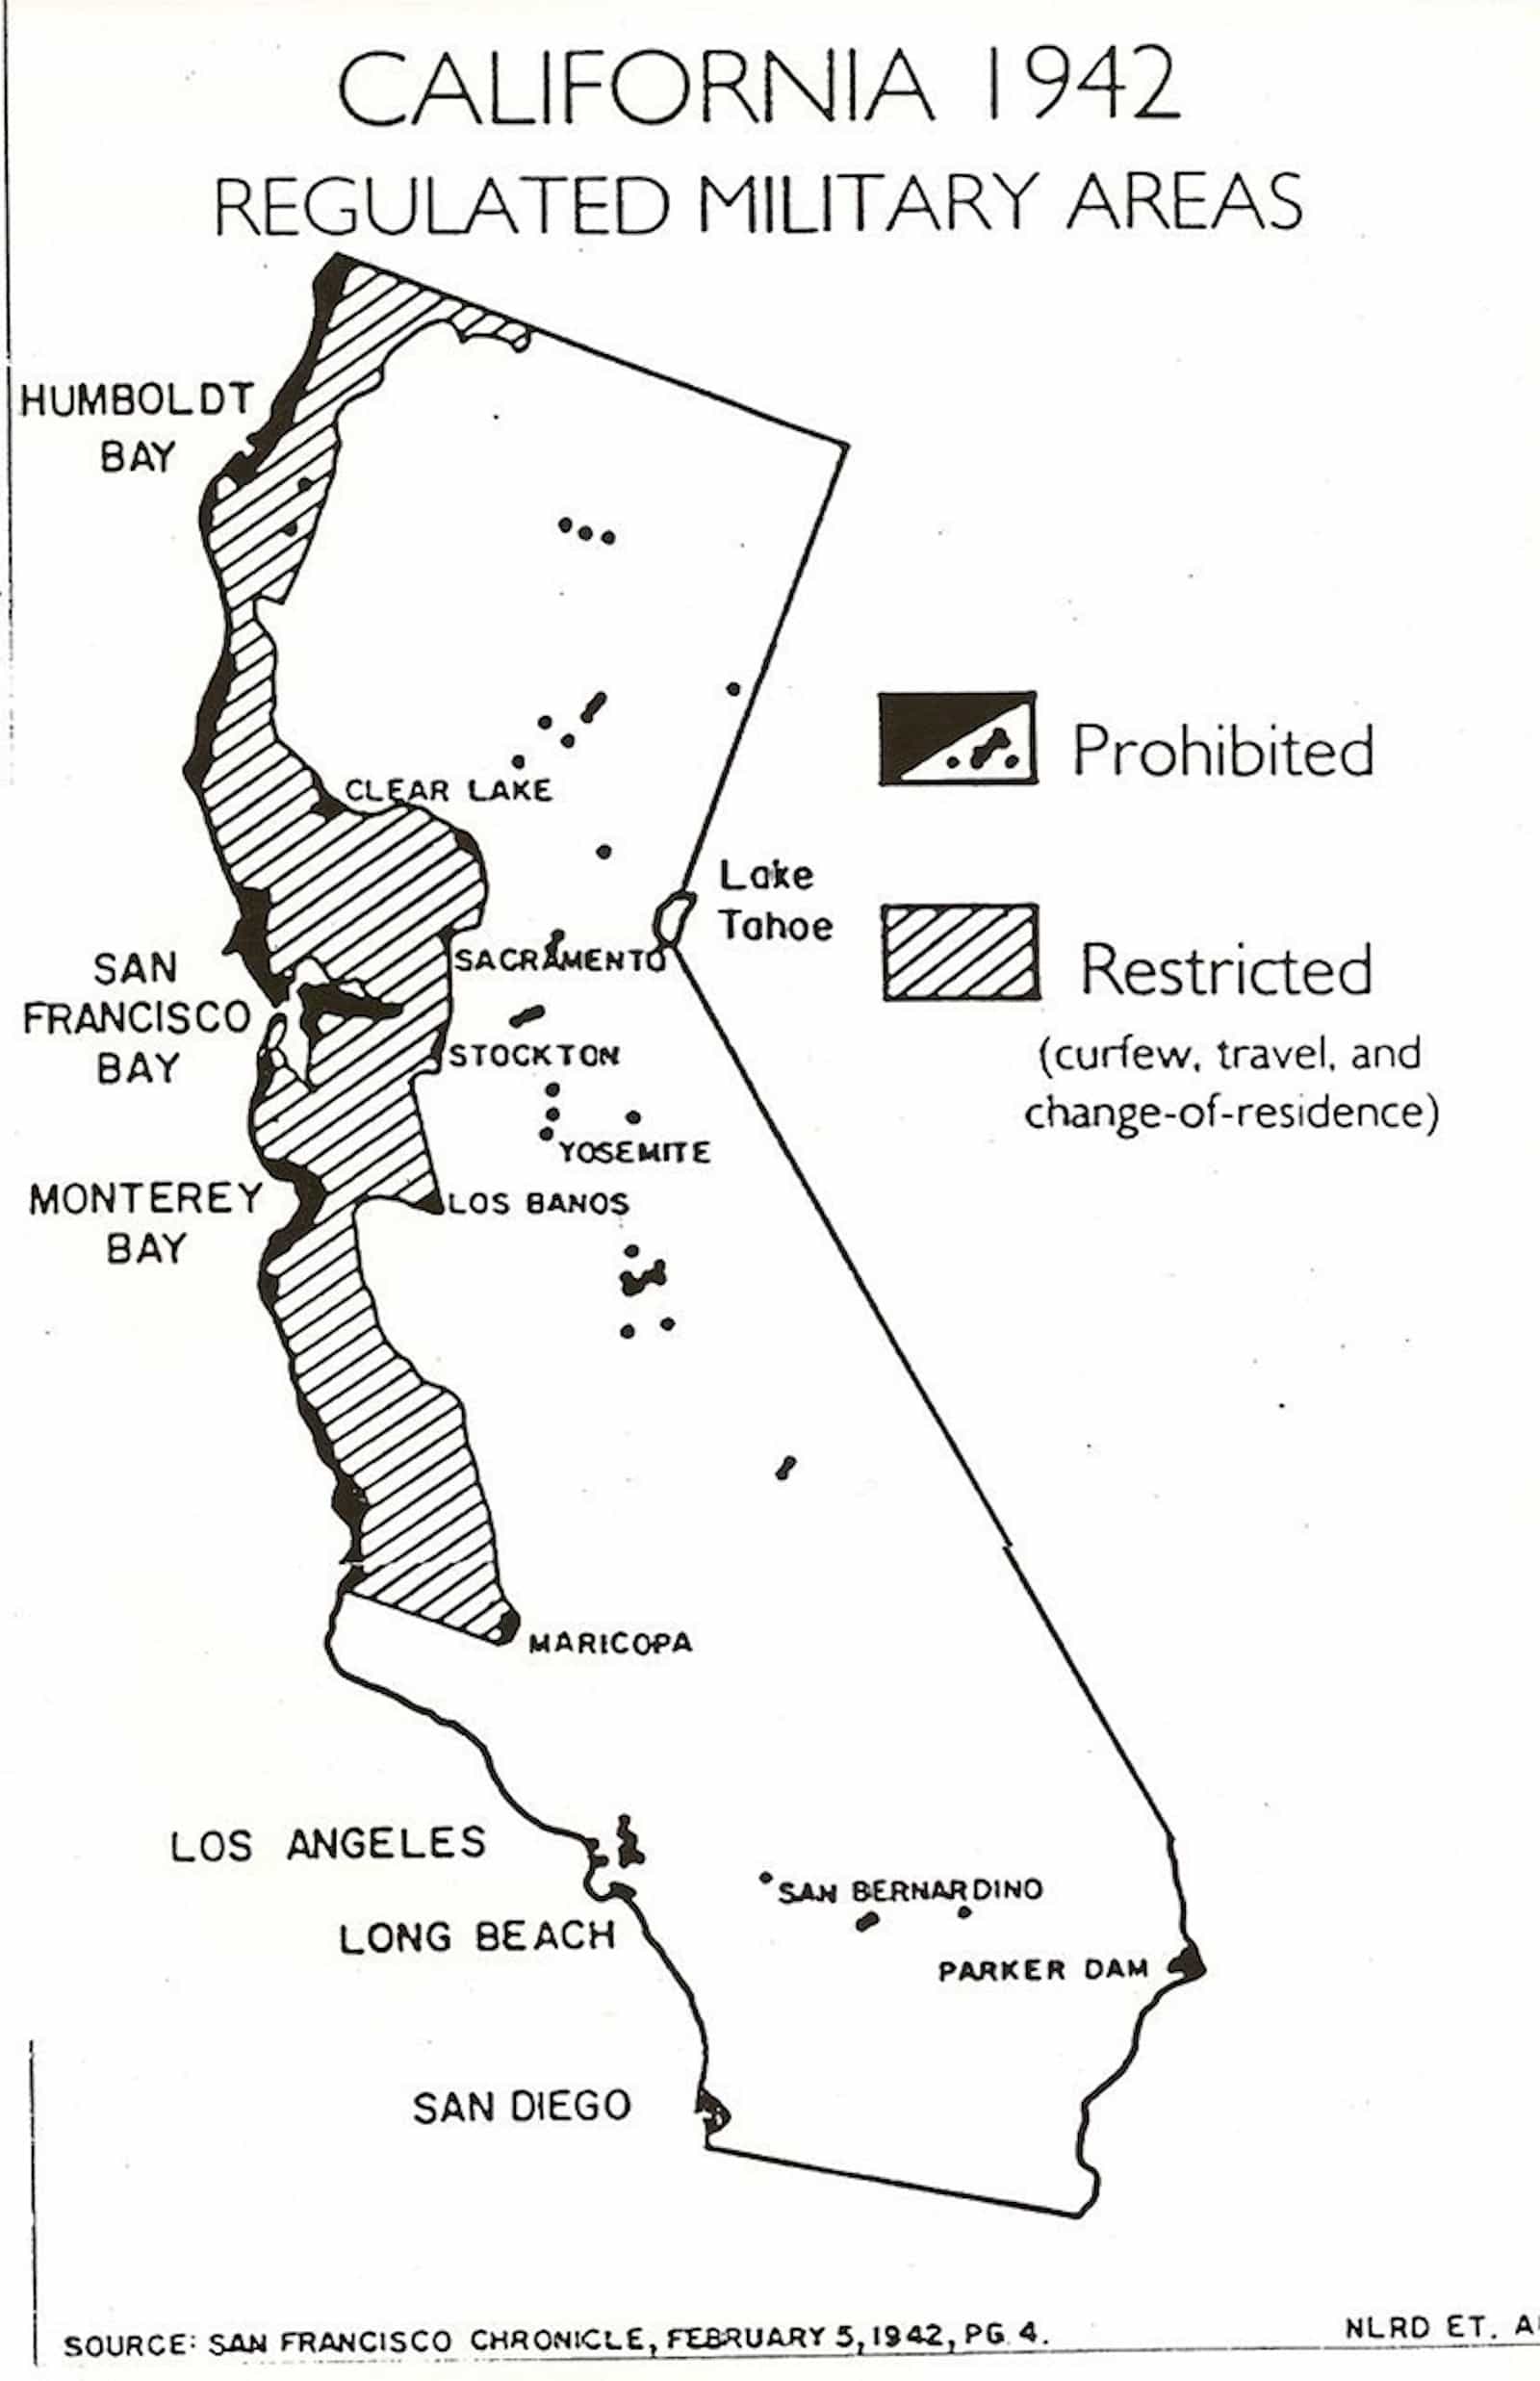 CALIFORNIA 1942
REGULATED MILITARY AREAS
HUMBOLDT
BAY
CLEAR LAKE
Prohibited
Lake
Tahoe
SACRAMENTO
SAN
FRANCISCO
BAY
Restricted
(curfew, travel, and
change-of-residence)
STOCKTON
YOSEMITE
MONTEREY
BAY
LOS BANOS
MARICOPA
LOS ANGELES
SAN BERNARDINO
LONG BEACH
PARKER DAM
SAN DIEGO
SOURCE: SAN FRANCISCO CHRONICLE, FEBRUARY 5, 1942, PG 4.
NLRD ET.